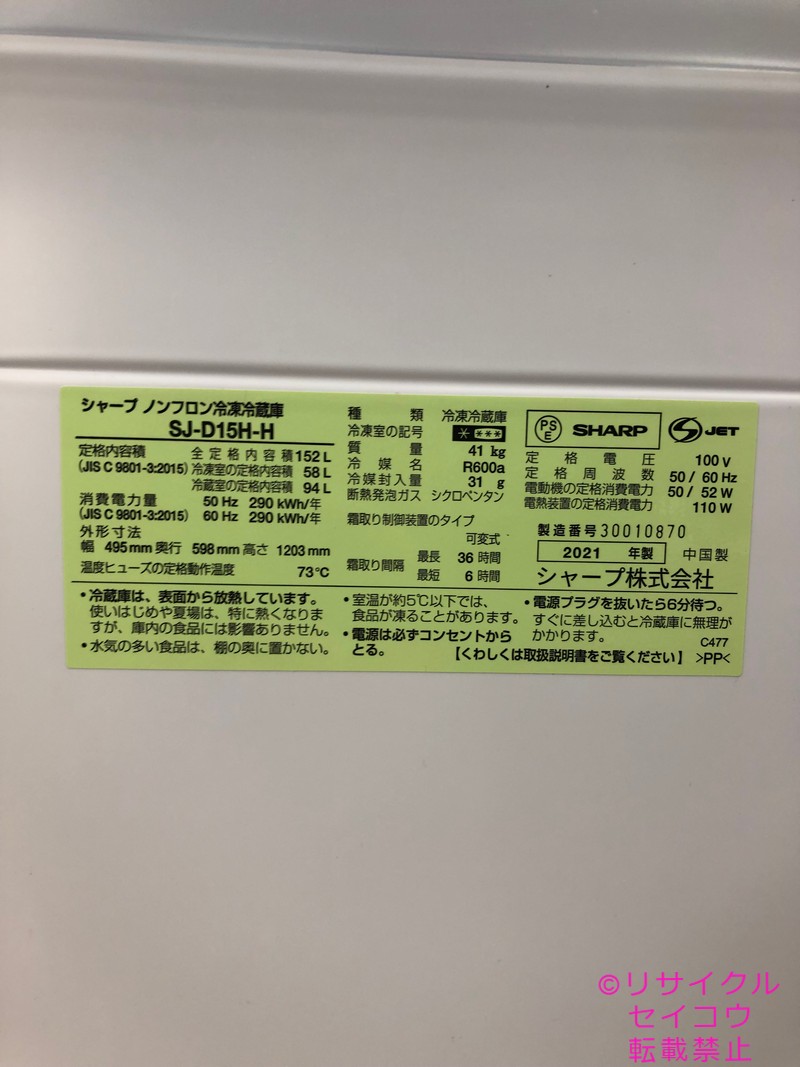 シャープ ノンフロン冷凍冷蔵庫
SJ-D15H-H
定格内容積 全定格内容積 152 L
(JIS C 9801-3:2015) 冷凍室の定格内容積 58 L
冷蔵室の定格内容積 94 L
消費電力量 50 Hz 290 kWh/年
(JIS C 9801-3:2015) 60 Hz 290 kWh/年
外形寸法
幅 495 mm 奥行 598 mm 高さ 1203 mm
温度ヒューズの定格動作温度 73℃
種類 冷凍冷蔵庫
冷凍室の記号 * ***
質量 41 kg
冷媒名 R600a
冷媒封入量 31 g
断熱発泡ガス シクロペンタン
霜取り制御装置のタイプ
可変式
霜取り間隔 最長 36 時間
最短 6 時間
PSE SHARP S JET
定格電圧 100 V
定格周波数 50 / 60 Hz
電動機の定格消費電力 50 / 52 W
電熱装置の定格消費電力 110 W
製造番号 30010870
2021 年製 中国製
シャープ株式会社
・冷蔵庫は、表面から放熱しています。
使いはじめや夏場は、特に熱くなりま
すが、庫内の食品には影響ありません。
・水気の多い食品は、棚の奥に置かない。
・室温が約5℃以下では、
食品が凍ることがあります。
・電源は必ずコンセントから
とる。
・電源プラグを抜いたら6分待つ。
すぐに差し込むと冷蔵庫に無理が
かかります。
C477
【くわしくは取扱説明書をご覧ください】 >PP<
©リサイクル
セイコウ
転載禁止